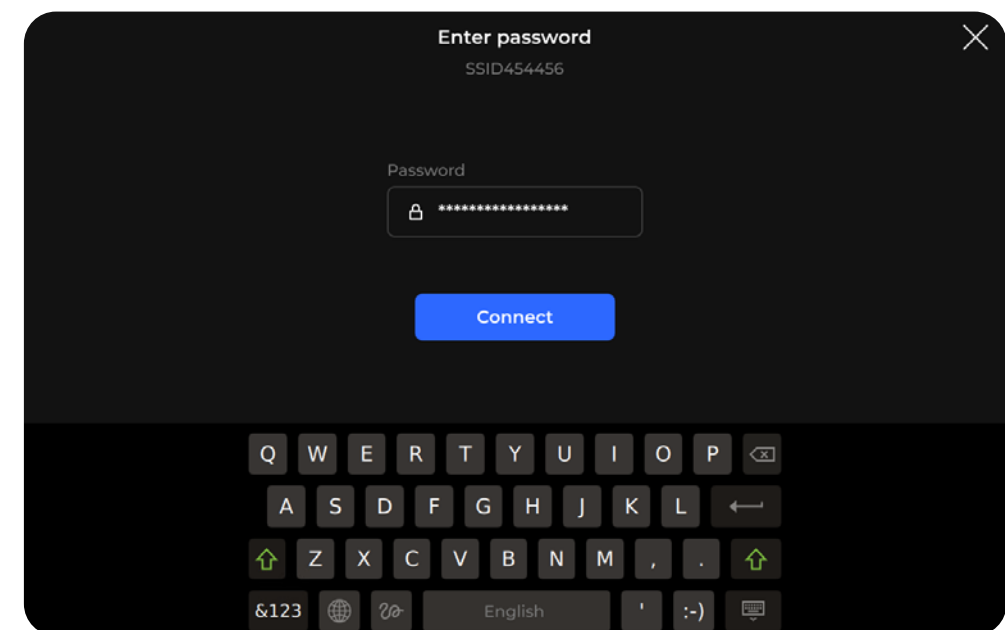 Enter password
SSID454456
Password
*****************
Connect
Q W E R T Y U I O P
A S D F G H J K L
Z X C V B N M , .
&123 English ' :-)